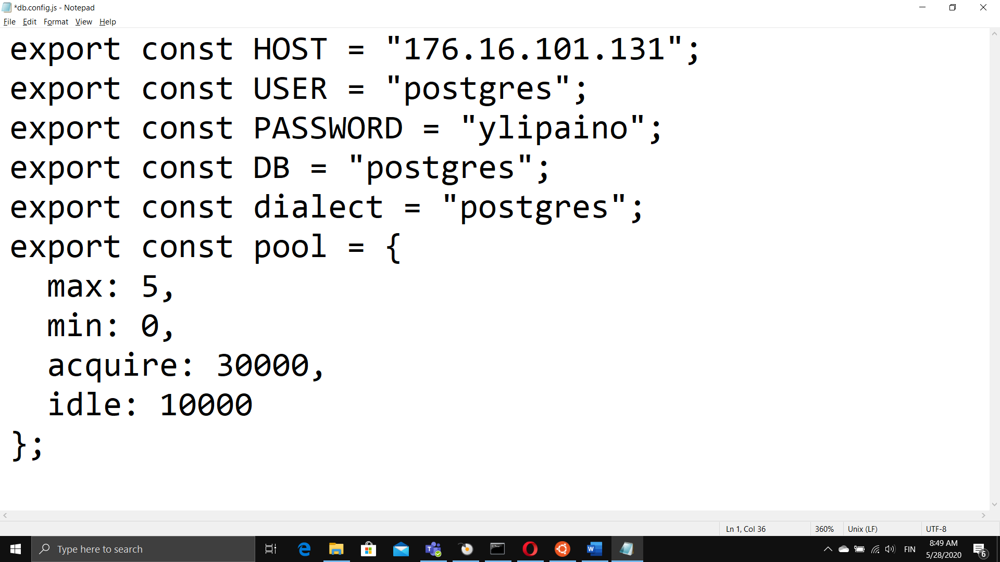 *db.config.js - Notepad
File Edit Format View Help
export const HOST = "176.16.101.131";
export const USER = "postgres";
export const PASSWORD = "ylipaino";
export const DB = "postgres";
export const dialect = "postgres";
export const pool = {
  max: 5,
  min: 0,
  acquire: 30000,
  idle: 10000
};
Ln 1, Col 36 360% Unix (LF) UTF-8
Type here to search
FIN
8:49 AM
5/28/2020
6